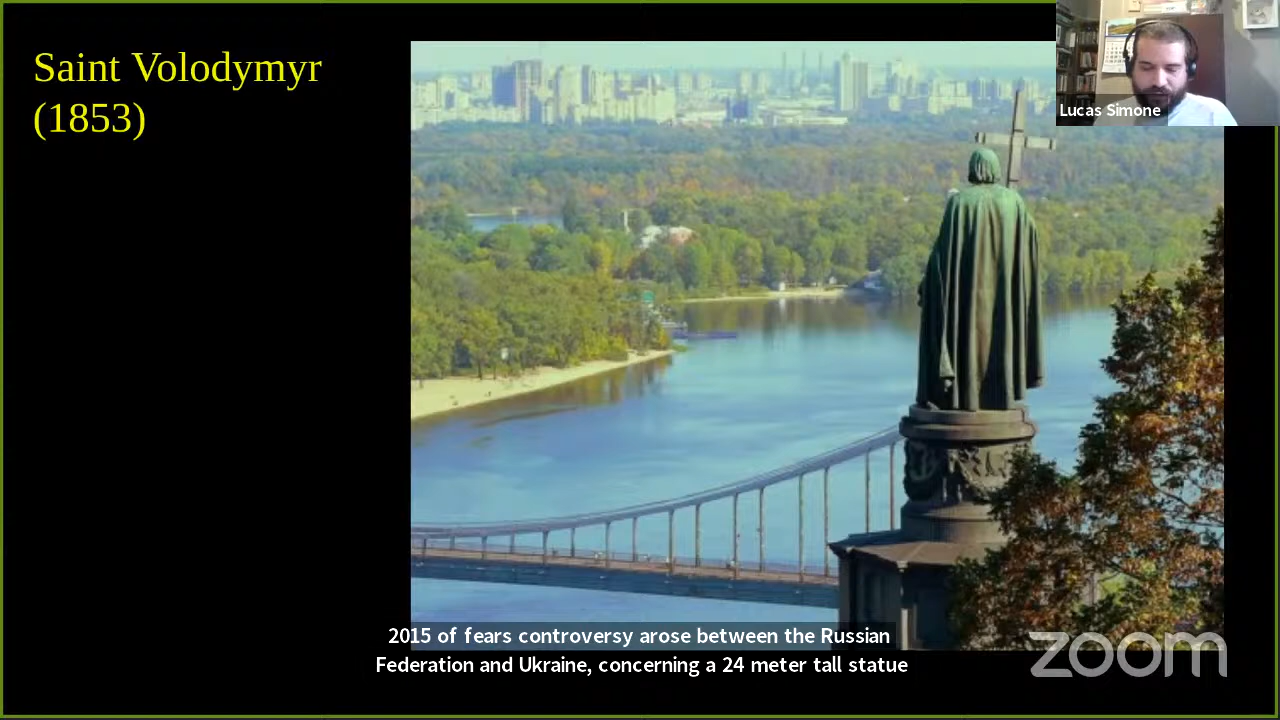 Saint Volodymyr
(1853)
Lucas Simone
2015 of fears controversy arose between the Russian
Federation and Ukraine, concerning a 24 meter tall statue
zoom